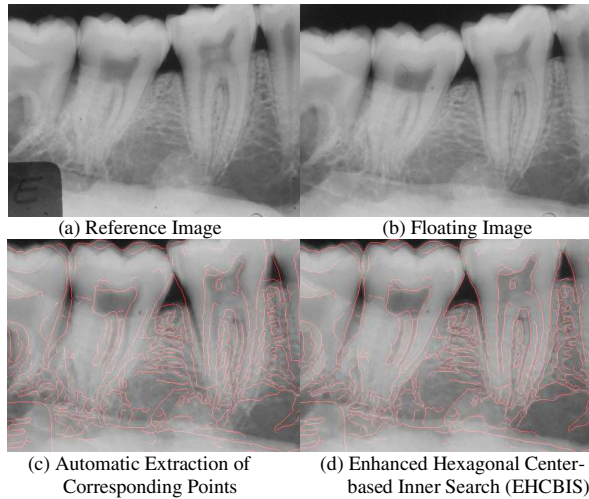 E
(a) Reference Image
(b) Floating Image
(c) Automatic Extraction of
Corresponding Points
(d) Enhanced Hexagonal Center-
based Inner Search (EHCBIS)